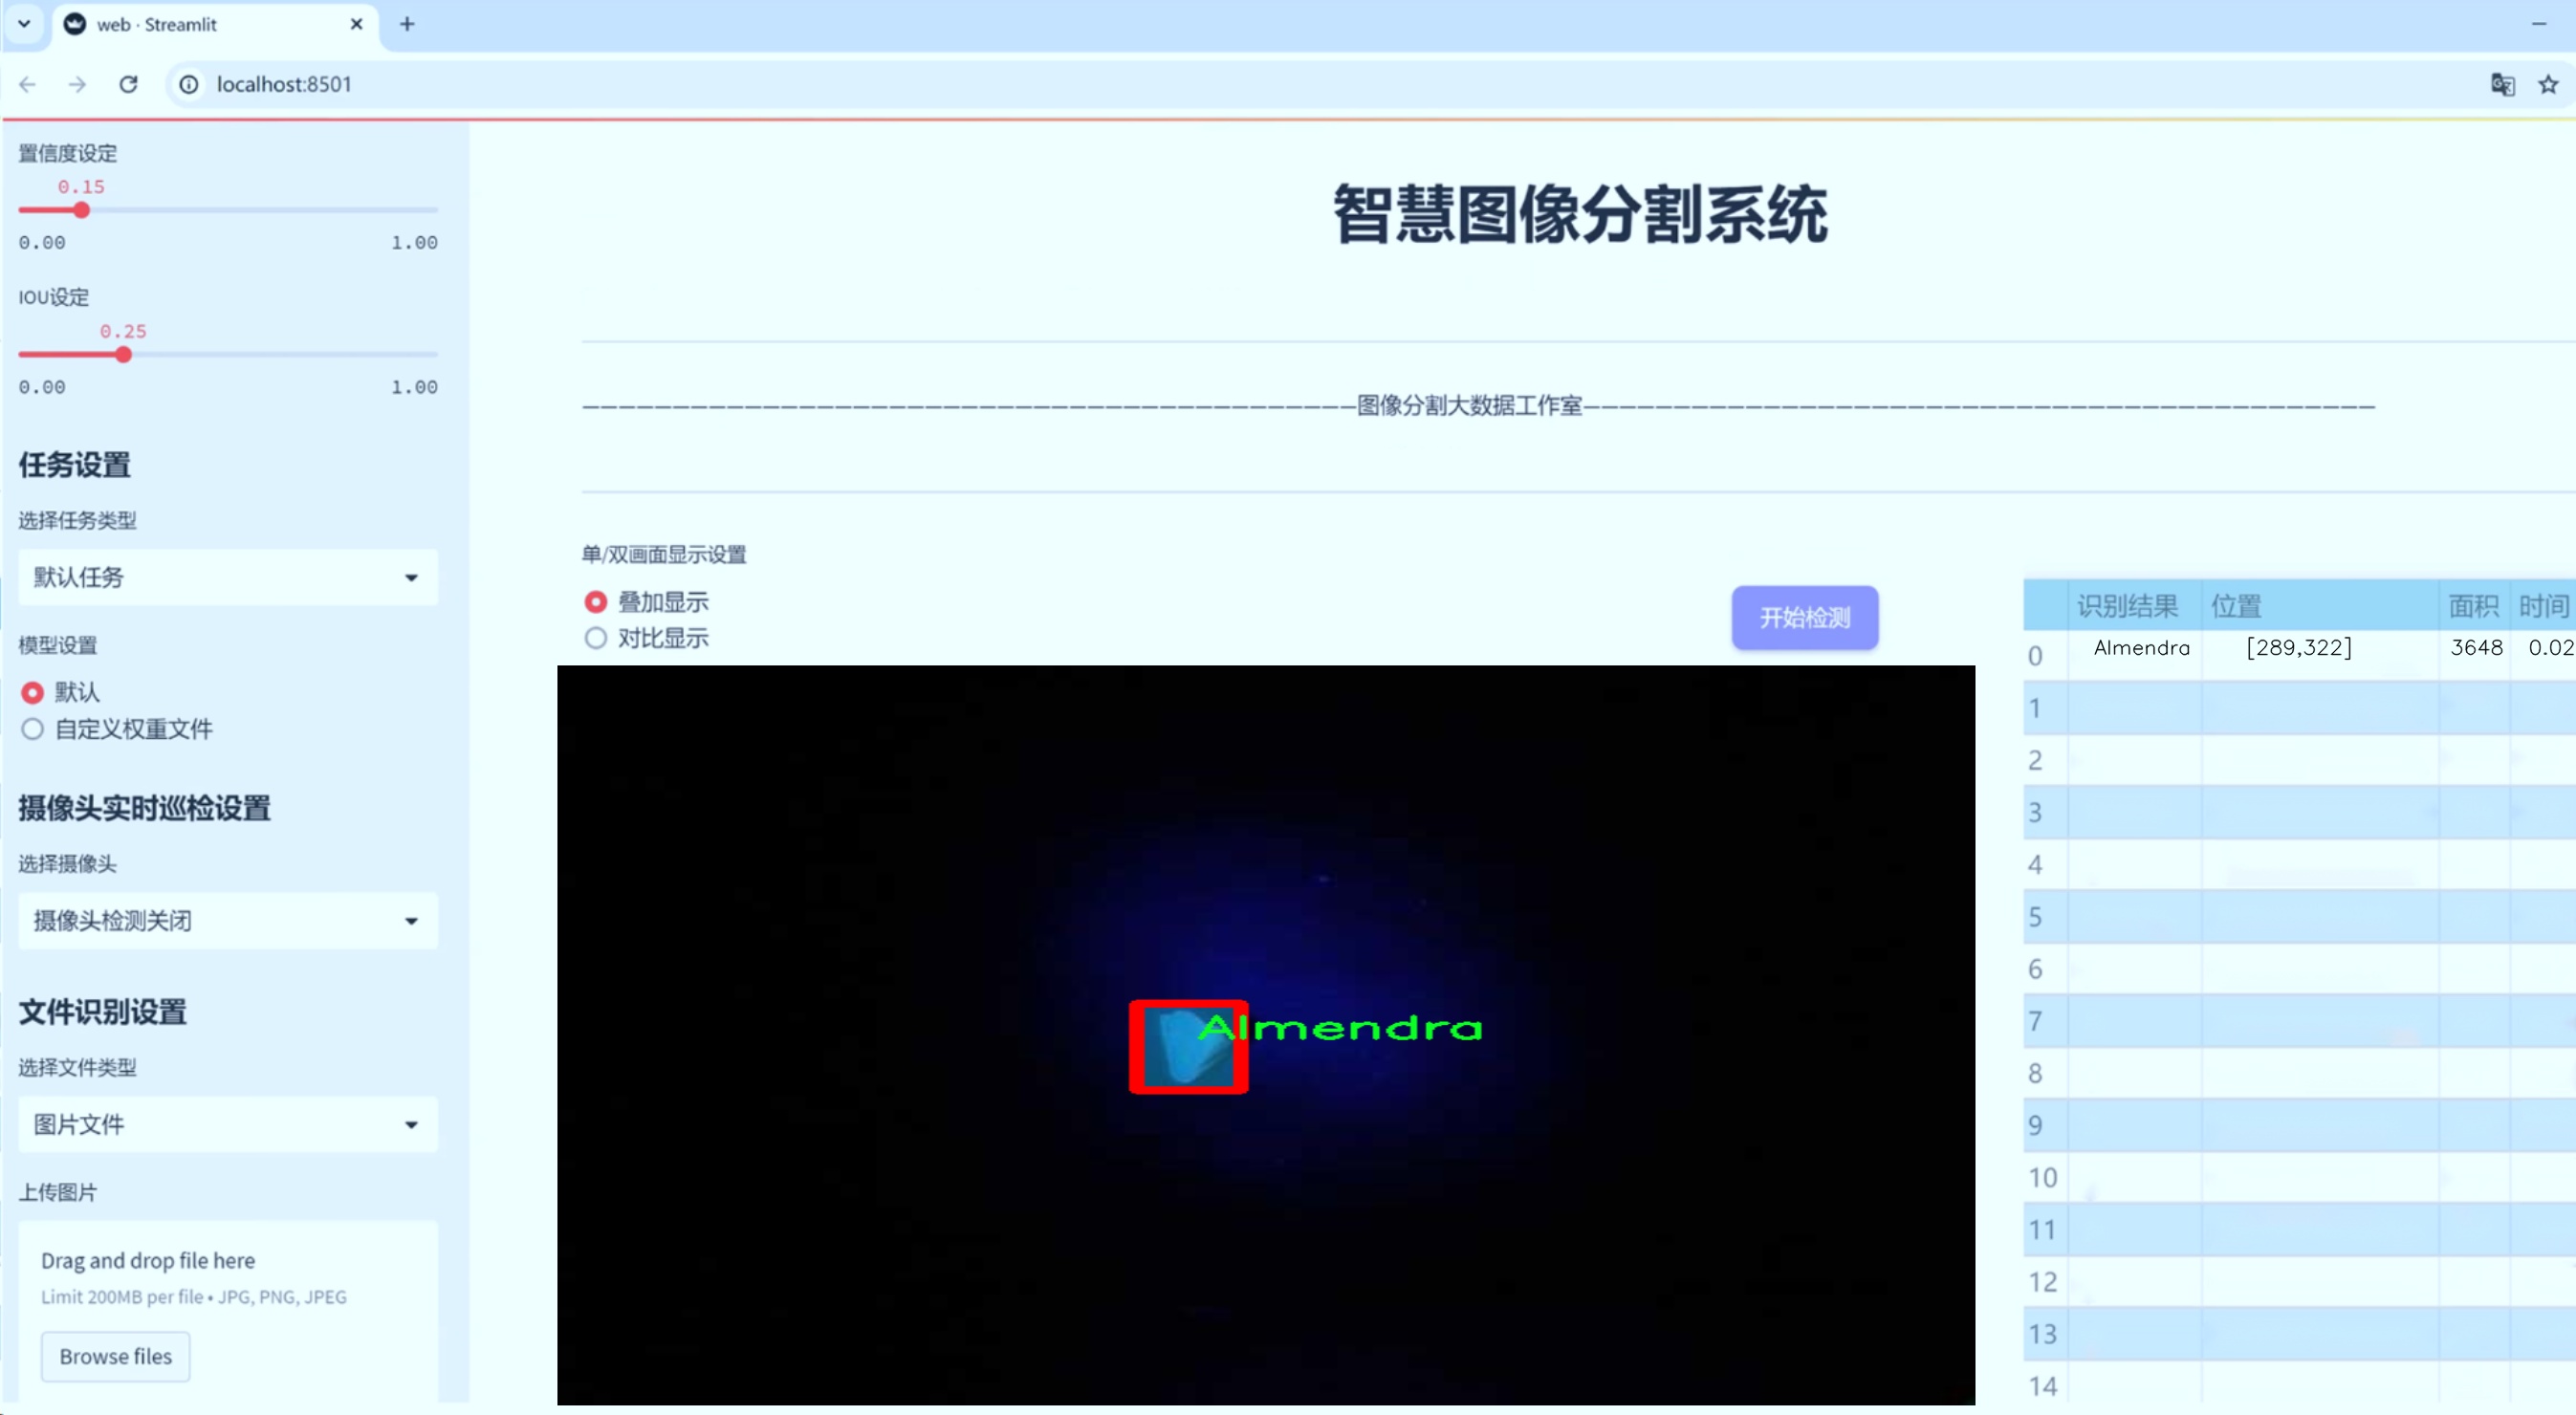 web · Streamlit
localhost:8501
置信度设定
0.15
0.00 1.00
IOU设定
0.25
0.00 1.00
任务设置
选择任务类型
默认任务
模型设置
默认
自定义权重文件
摄像头实时巡检设置
选择摄像头
摄像头检测关闭
文件识别设置
选择文件类型
图片文件
上传图片
Drag and drop file here
Limit 200MB per file • JPG, PNG, JPEG
Browse files
智慧图像分割系统
———————————————————————————————————————————图像分割大数据工作室————————————————————————————————————————————
单/双画面显示设置
叠加显示
对比显示
开始检测
Almendra
识别结果 位置 面积 时间
0 Almendra [289,322] 3648 0.02
1
2
3
4
5
6
7
8
9
10
11
12
13
14